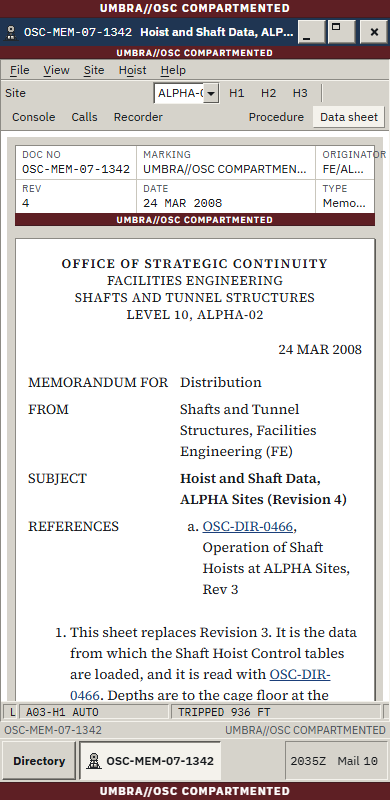 UMBRA//OSC COMPARTMENTED
OSC-MEM-07-1342 Hoist and Shaft Data, ALP...
UMBRA//OSC COMPARTMENTED
File View Site Hoist Help
Site ALPHA-0 H1 H2 H3
Console Calls Recorder Procedure Data sheet
DOC NO MARKING ORIGINATOR
OSC-MEM-07-1342 UMBRA//OSC COMPARTMEN... FE/AL...
REV DATE TYPE
4 24 MAR 2008 Memo...
UMBRA//OSC COMPARTMENTED
OFFICE OF STRATEGIC CONTINUITY
FACILITIES ENGINEERING
SHAFTS AND TUNNEL STRUCTURES
LEVEL 10, ALPHA-02
24 MAR 2008
MEMORANDUM FOR Distribution
FROM Shafts and Tunnel
Structures, Facilities
Engineering (FE)
SUBJECT Hoist and Shaft Data,
ALPHA Sites (Revision 4)
REFERENCES a. OSC-DIR-0466,
Operation of Shaft
Hoists at ALPHA Sites,
Rev 3
1. This sheet replaces Revision 3. It is the data
from which the Shaft Hoist Control tables
are loaded, and it is read with OSC-DIR-
0466. Depths are to the cage floor at the
L A03-H1 AUTO TRIPPED 936 FT
OSC-MEM-07-1342 UMBRA//OSC COMPARTMENTED
Directory OSC-MEM-07-1342 2035Z Mail 10
UMBRA//OSC COMPARTMENTED